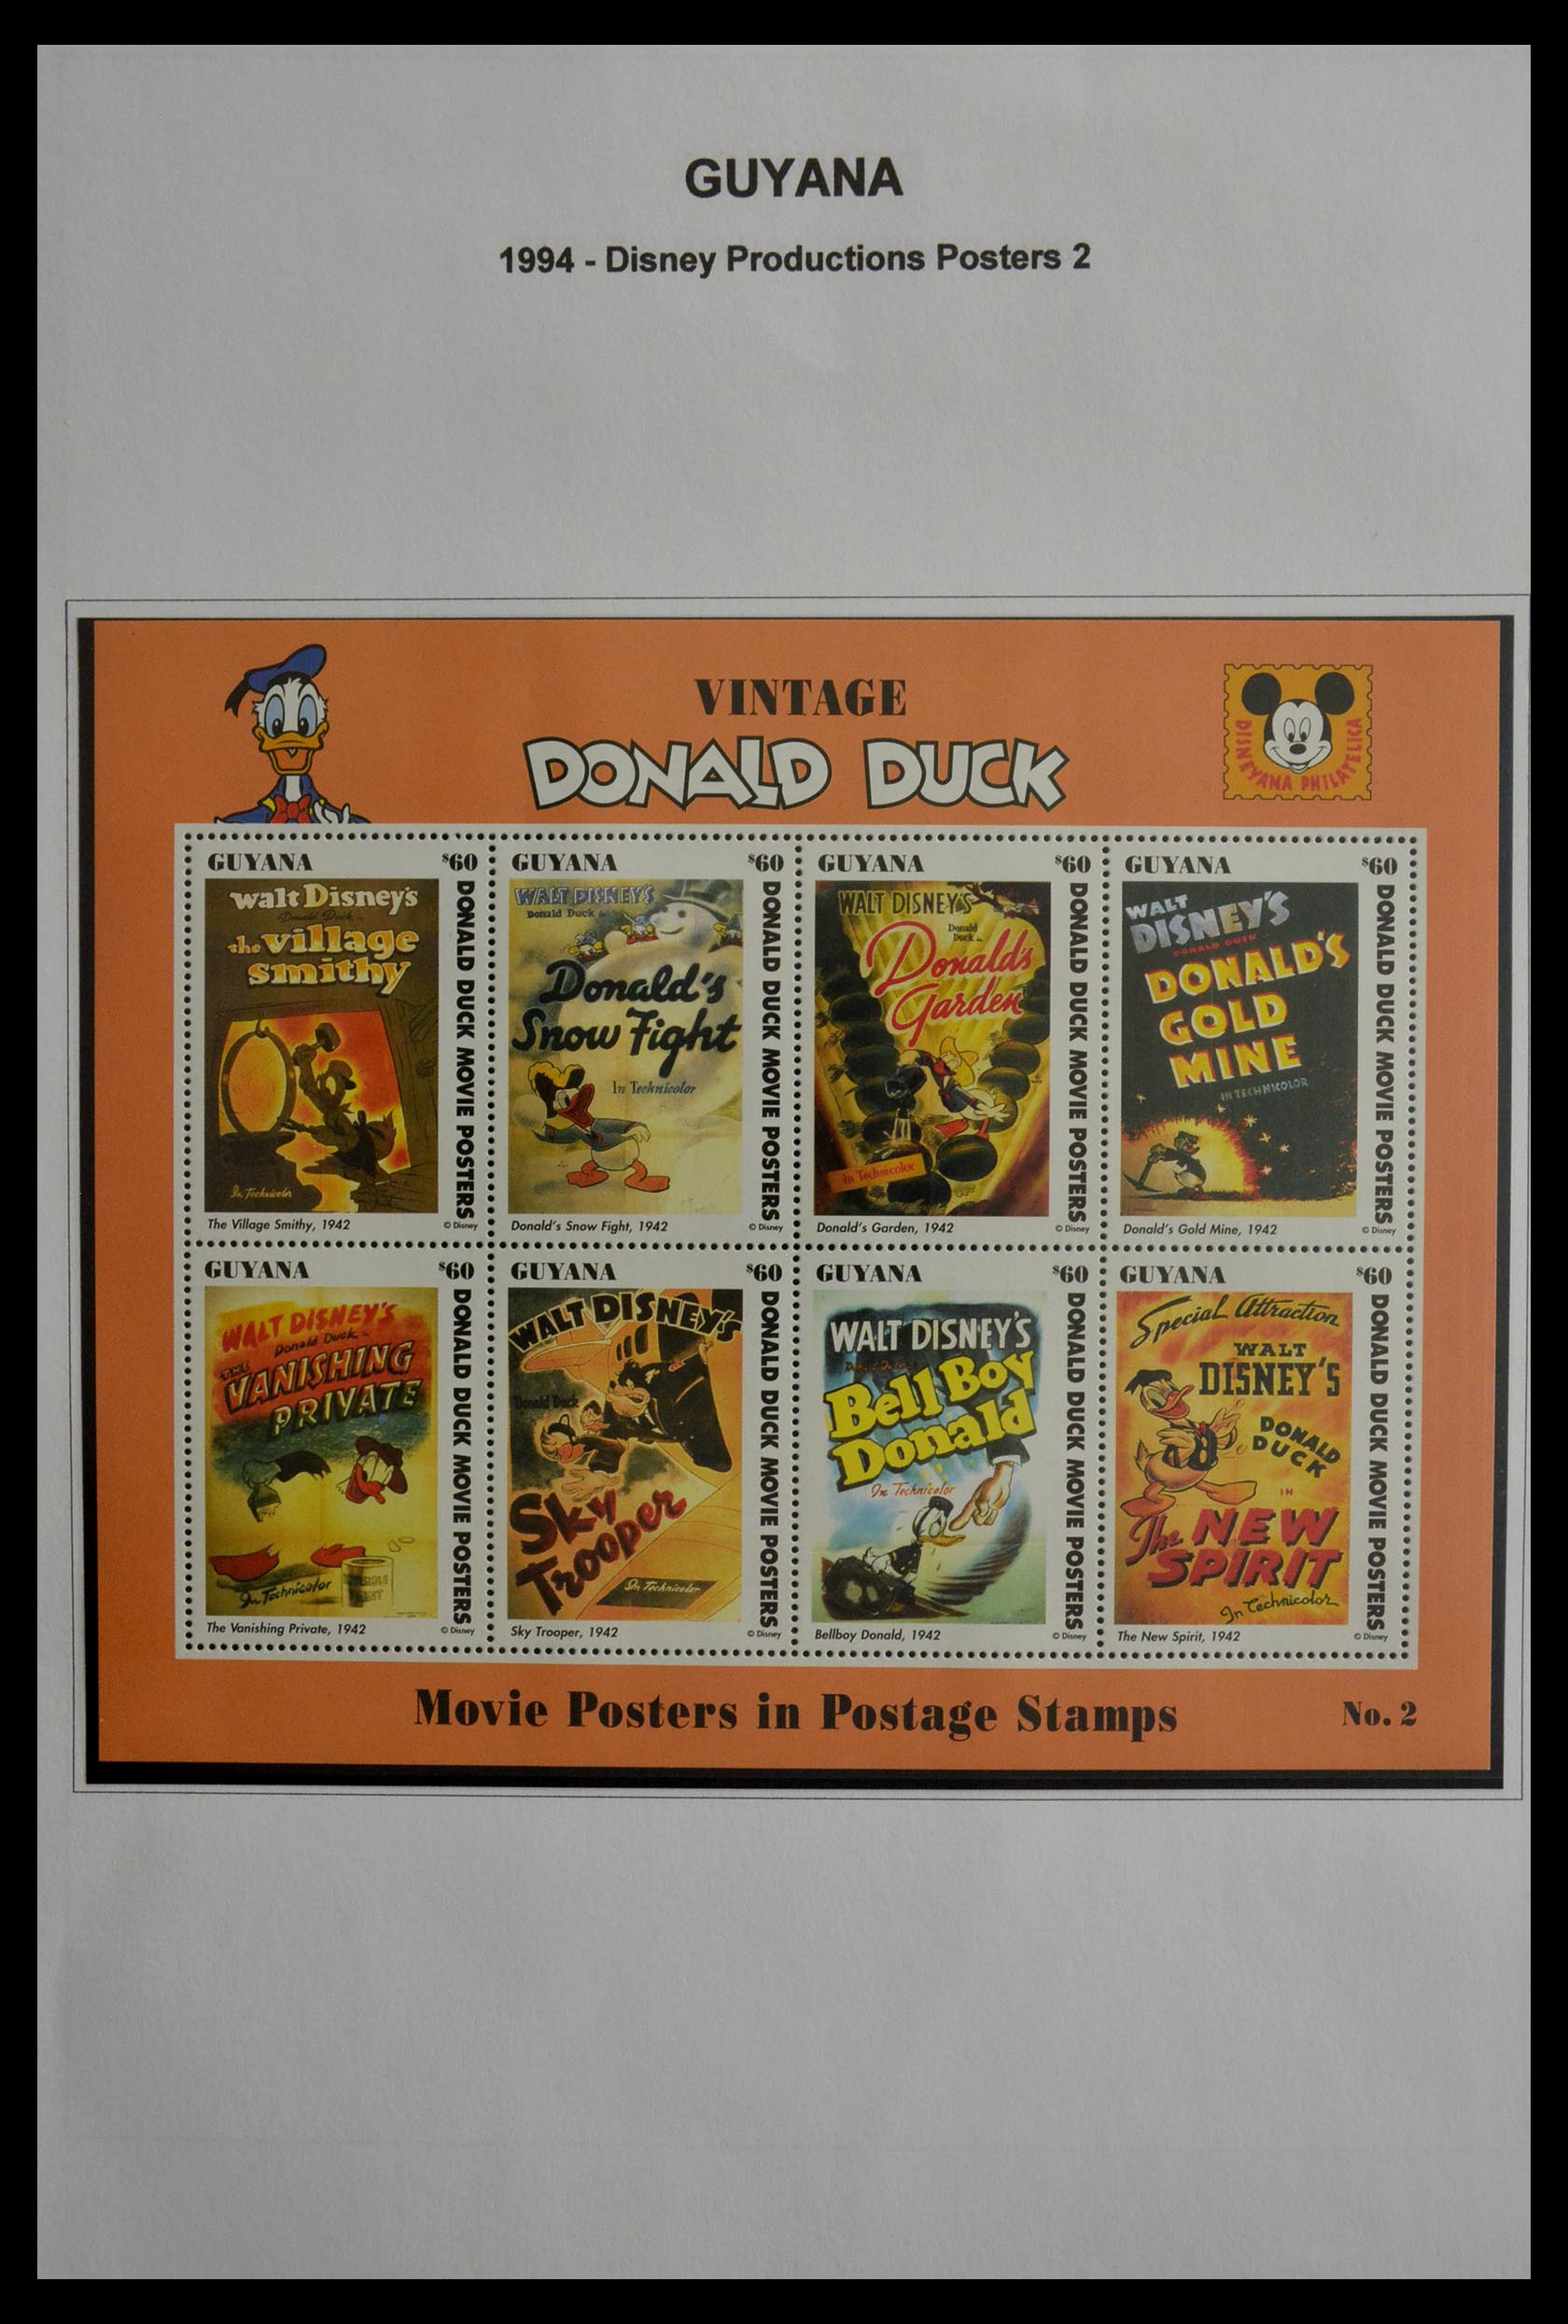 GUYANA
1994 - Disney Productions Posters 2
VINTAGE
DONALD DUCK
DISNEYANA PHILATELICA
GUYANA $60
walt Disney's
Donald Duck in
the village
smithy
In Technicolor
DONALD DUCK MOVIE POSTERS
The Village Smithy, 1942 © Disney
GUYANA $60
WALT DISNEY'S
Donald Duck in
Donald's
Snow Fight
In Technicolor
DONALD DUCK MOVIE POSTERS
Donald's Snow Fight, 1942 © Disney
GUYANA $60
WALT DISNEY'S
Donald
Duck in
Donald's
Garden
In Technicolor
DONALD DUCK MOVIE POSTERS
Donald's Garden, 1942 © Disney
GUYANA $60
WALT
DISNEY'S
DONALD DUCK
DONALD'S
GOLD
MINE
IN TECHNICOLOR
DONALD DUCK MOVIE POSTERS
Donald's Gold Mine, 1942 © Disney
GUYANA $60
WALT DISNEY'S
Donald Duck in
THE
VANISHING
PRIVATE
In Technicolor
DONALD DUCK MOVIE POSTERS
The Vanishing Private, 1942 © Disney
GUYANA $60
WALT DISNEY'S
Donald Duck
Sky
Trooper
In Technicolor
DONALD DUCK MOVIE POSTERS
Sky Trooper, 1942 © Disney
GUYANA $60
WALT DISNEY'S
Bell Boy
Donald
In Technicolor
DONALD DUCK MOVIE POSTERS
Bellboy Donald, 1942 © Disney
GUYANA $60
Special Attraction
WALT
DISNEY'S
DONALD
DUCK
IN
The NEW
SPIRIT
In Technicolor
DONALD DUCK MOVIE POSTERS
The New Spirit, 1942 © Disney
Movie Posters in Postage Stamps No. 2